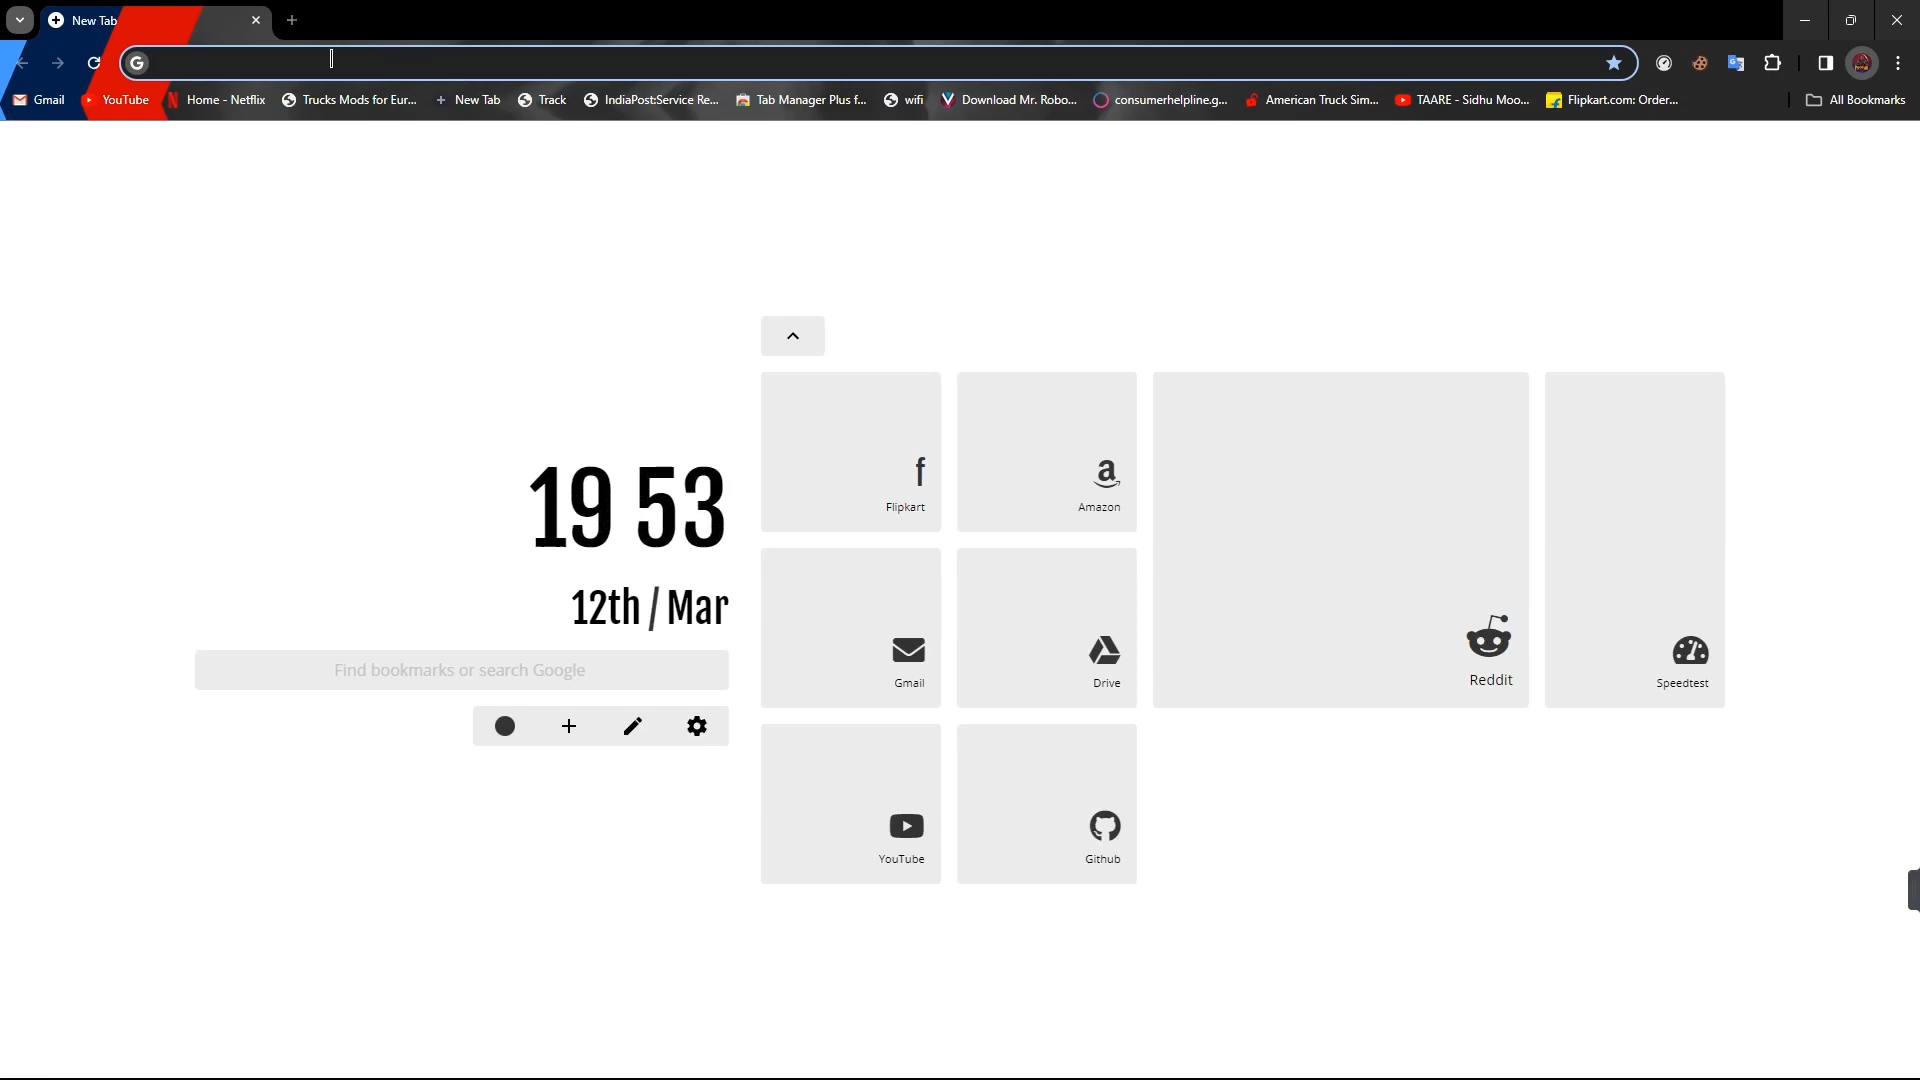 New Tab
Gmail
YouTube
Home - Netflix
Trucks Mods for Eur...
New Tab
Track
IndiaPost:Service Re...
Tab Manager Plus f...
wifi
Download Mr. Robo...
consumerhelpline.g...
American Truck Sim...
TAARE - Sidhu Moo...
Flipkart.com: Order...
All Bookmarks
19 53
12th / Mar
Find bookmarks or search Google
f
Flipkart
a
Amazon
Reddit
Speedtest
Gmail
Drive
YouTube
Github